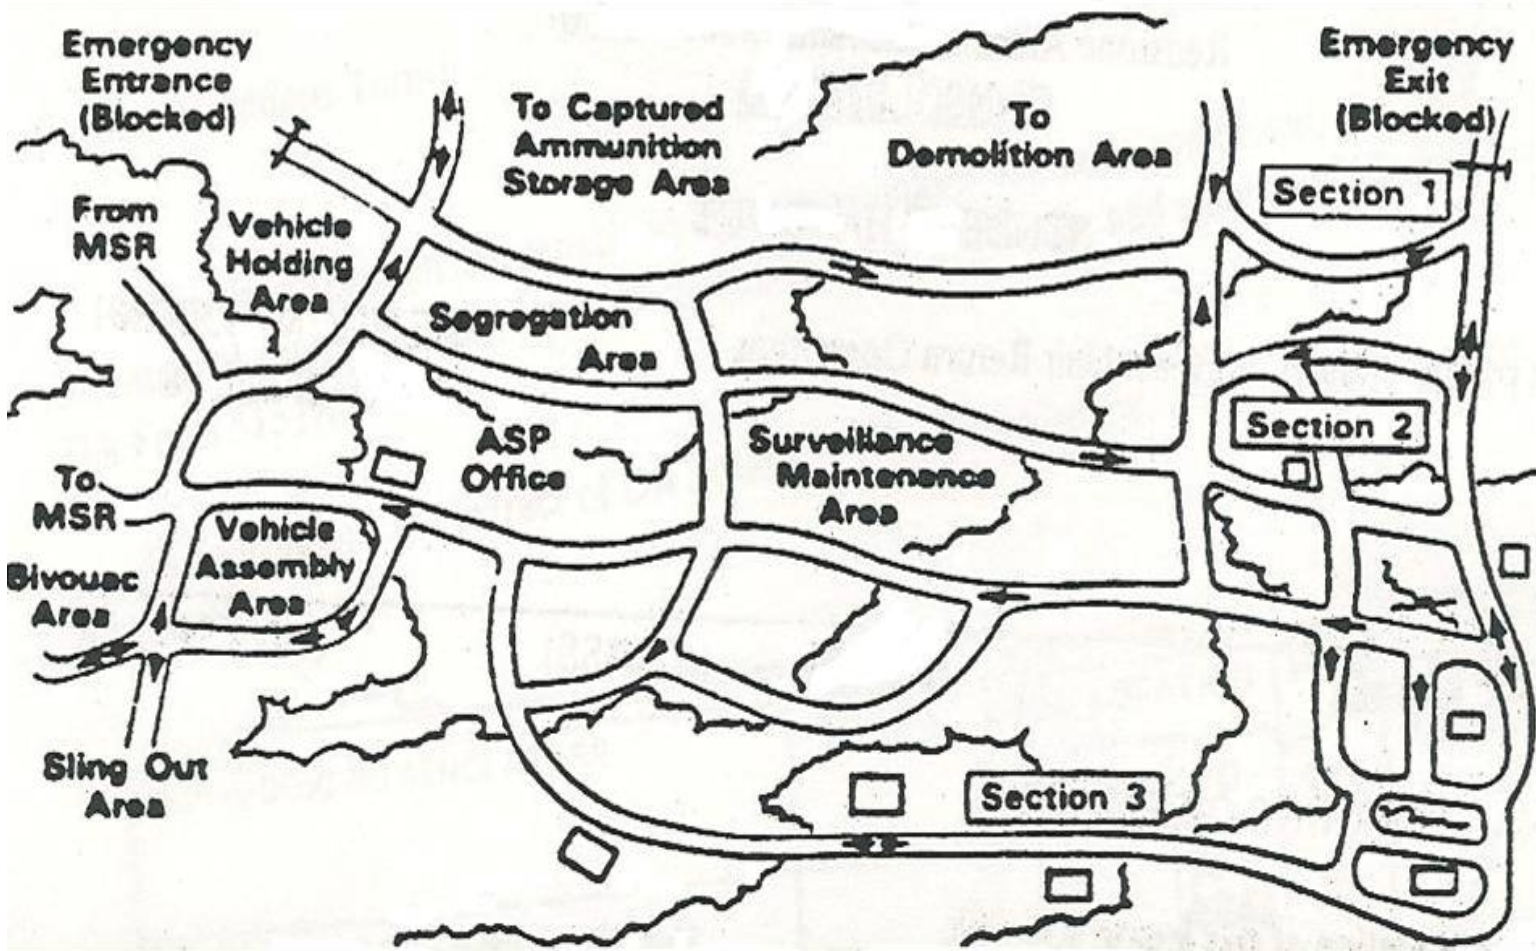 Emergency
Entrance
(Blocked)
To Captured
Ammunition
Storage Area
To
Demolition Area
Emergency
Exit
(Blocked)
Section 1
From
MSR
Vehicle
Holding
Area
Segregation
Area
ASP
Office
Surveillance
Maintenance
Area
Section 2
To
MSR
Vehicle
Assembly
Area
Bivouac
Area
Sling Out
Area
Section 3